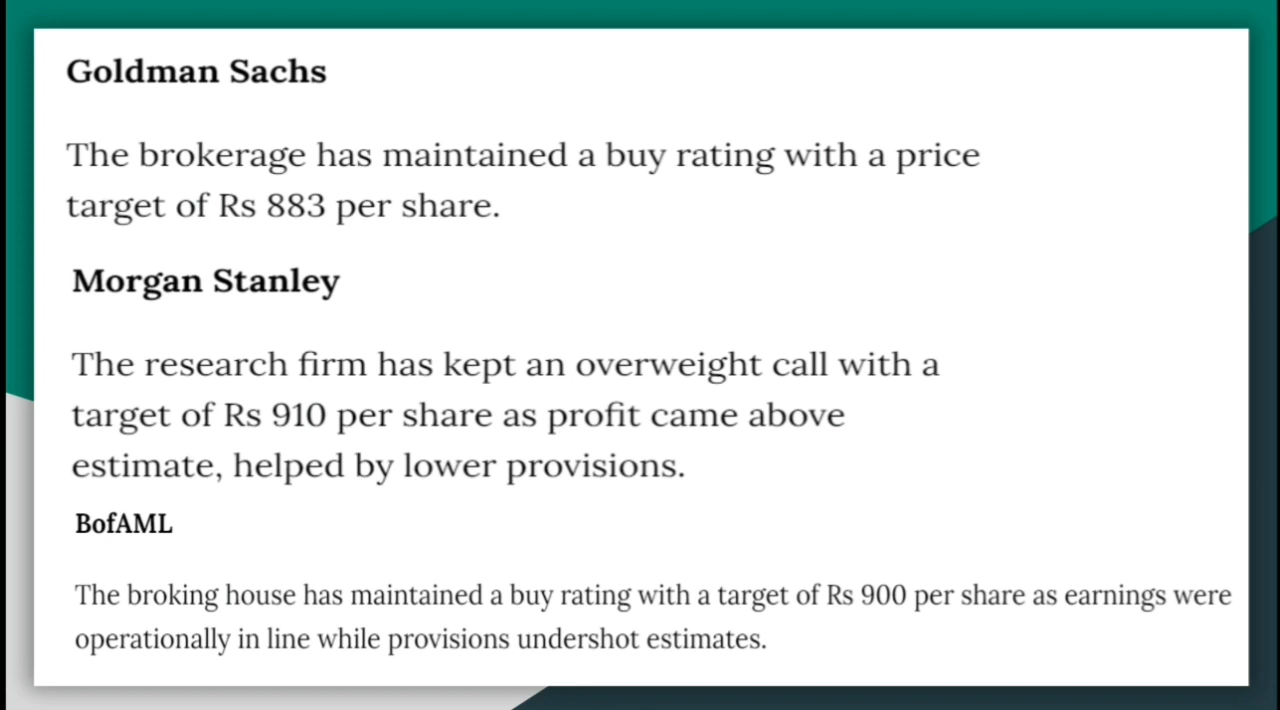 Goldman Sachs
The brokerage has maintained a buy rating with a price
target of Rs 883 per share.
Morgan Stanley
The research firm has kept an overweight call with a
target of Rs 910 per share as profit came above
estimate, helped by lower provisions.
BofAML
The broking house has maintained a buy rating with a target of Rs 900 per share as earnings were
operationally in line while provisions undershot estimates.